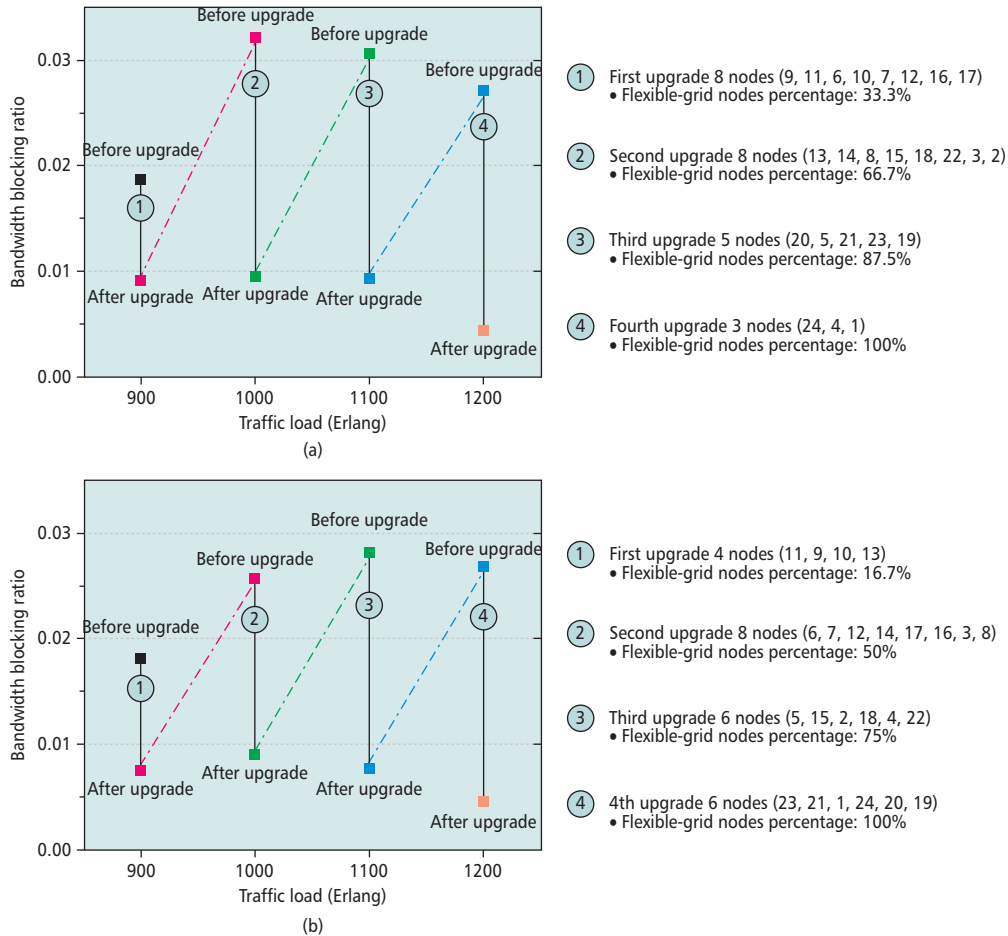 Bandwidth blocking ratio
0.03
0.02
0.01
0.00
Before upgrade
Before upgrade
Before upgrade
Before upgrade
1
2
3
4
After upgrade
After upgrade
After upgrade
After upgrade
900
1000
1100
1200
Traffic load (Erlang)
(a)
1 First upgrade 8 nodes (9, 11, 6, 10, 7, 12, 16, 17)
• Flexible-grid nodes percentage: 33.3%
2 Second upgrade 8 nodes (13, 14, 8, 15, 18, 22, 3, 2)
• Flexible-grid nodes percentage: 66.7%
3 Third upgrade 5 nodes (20, 5, 21, 23, 19)
• Flexible-grid nodes percentage: 87.5%
4 Fourth upgrade 3 nodes (24, 4, 1)
• Flexible-grid nodes percentage: 100%
Bandwidth blocking ratio
0.03
0.02
0.01
0.00
Before upgrade
Before upgrade
Before upgrade
Before upgrade
1
2
3
4
After upgrade
After upgrade
After upgrade
After upgrade
900
1000
1100
1200
Traffic load (Erlang)
(b)
1 First upgrade 4 nodes (11, 9, 10, 13)
• Flexible-grid nodes percentage: 16.7%
2 Second upgrade 8 nodes (6, 7, 12, 14, 17, 16, 3, 8)
• Flexible-grid nodes percentage: 50%
3 Third upgrade 6 nodes (5, 15, 2, 18, 4, 22)
• Flexible-grid nodes percentage: 75%
4 4th upgrade 6 nodes (23, 21, 1, 24, 20, 19)
• Flexible-grid nodes percentage: 100%